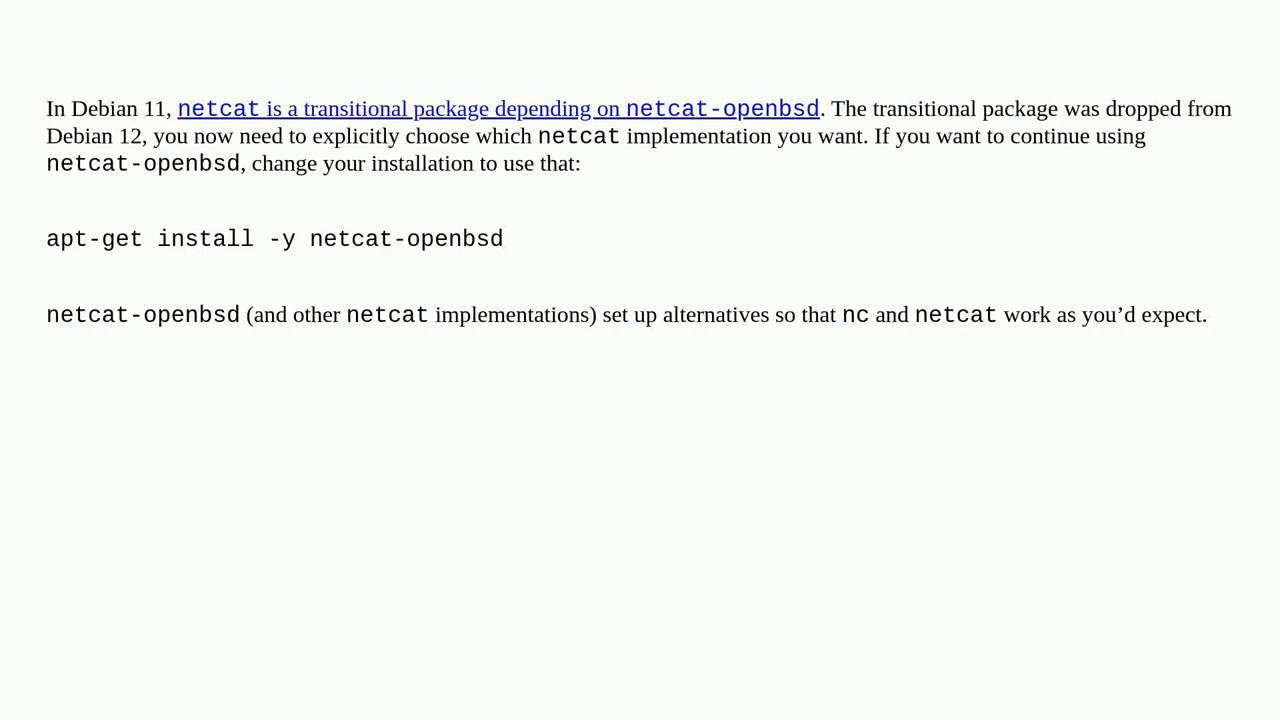 In Debian 11, netcat is a transitional package depending on netcat-openbsd. The transitional package was dropped from
Debian 12, you now need to explicitly choose which netcat implementation you want. If you want to continue using
netcat-openbsd, change your installation to use that:
apt-get install -y netcat-openbsd
netcat-openbsd (and other netcat implementations) set up alternatives so that nc and netcat work as you’d expect.